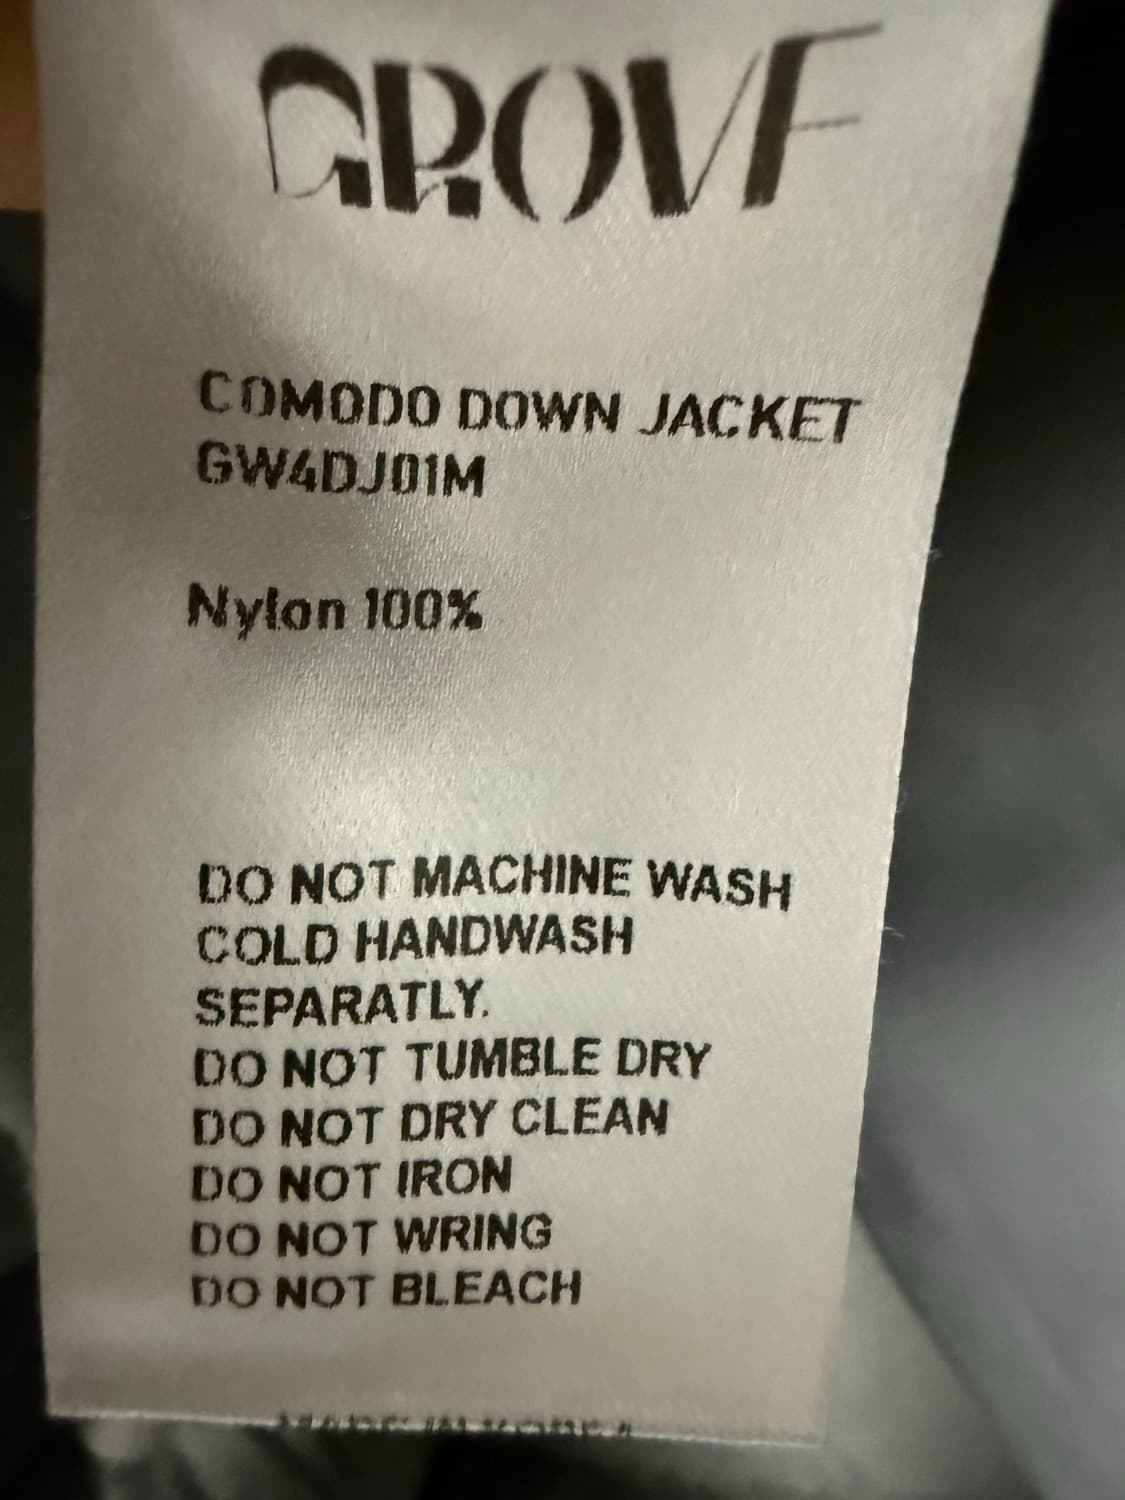 GROVE
COMODO DOWN JACKET
GW4DJ01M
Nylon 100%
DO NOT MACHINE WASH
COLD HANDWASH
SEPARATLY.
DO NOT TUMBLE DRY
DO NOT DRY CLEAN
DO NOT IRON
DO NOT WRING
DO NOT BLEACH